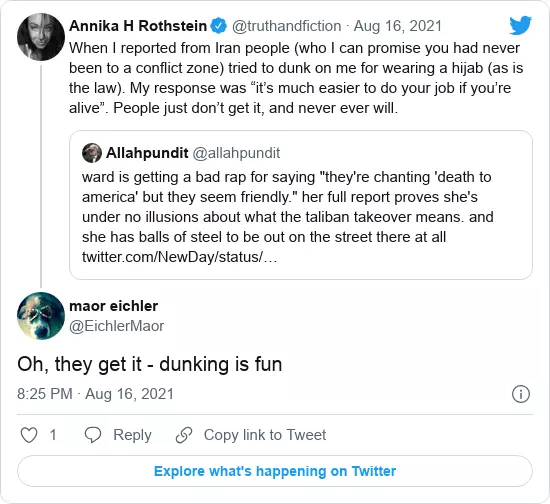 Annika H Rothstein @truthandfiction · Aug 16, 2021
When I reported from Iran people (who I can promise you had never
been to a conflict zone) tried to dunk on me for wearing a hijab (as is
the law). My response was “it’s much easier to do your job if you’re
alive”. People just don’t get it, and never ever will.
Allahpundit @allahpundit
ward is getting a bad rap for saying "they're chanting 'death to
america' but they seem friendly." her full report proves she's
under no illusions about what the taliban takeover means. and
she has balls of steel to be out on the street there at all
twitter.com/NewDay/status/…
maor eichler
@EichlerMaor
Oh, they get it - dunking is fun
8:25 PM · Aug 16, 2021
1 Reply Copy link to Tweet
Explore what's happening on Twitter